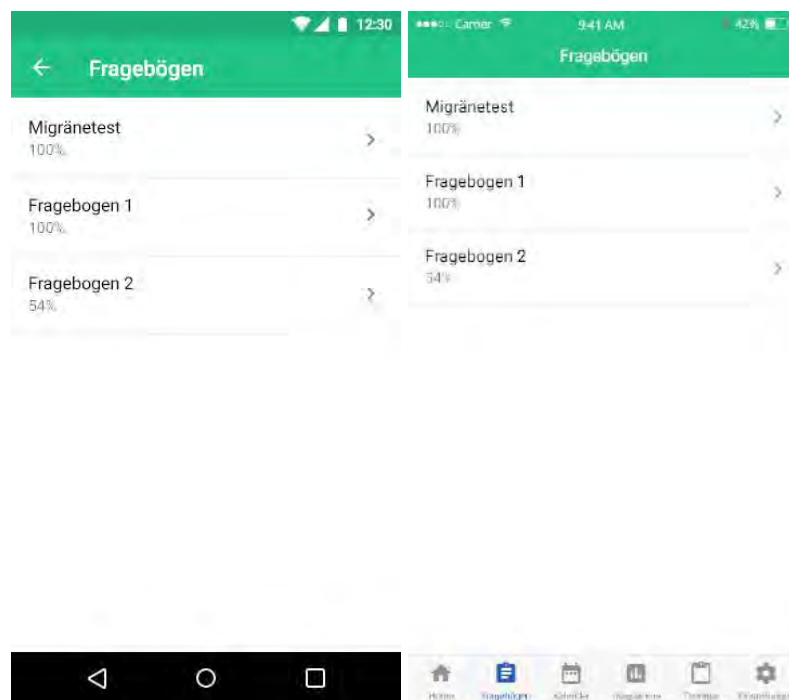 12:30
Fragebögen
Migränetest
100%
Fragebogen 1
100%
Fragebogen 2
54%
Carrier 9:41 AM 42%
Fragebögen
Migränetest
100%
Fragebogen 1
100%
Fragebogen 2
54%
Home Fragebögen Kalender